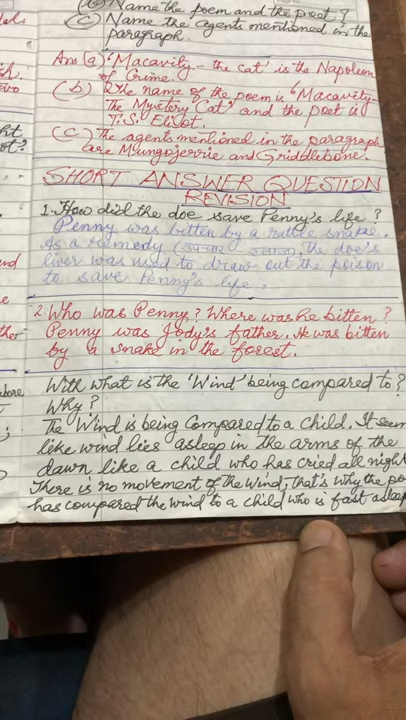 (b) Name the poem and the poet?
(c) Name the agents mentioned in the
paragraph.
Ans (a) 'Macavity - the cat' is the Napoleon
of Crime.
(b) The name of the poem is "Macavity-
The Mystery Cat" and the poet is
T.S. Eliot.
(c) The agents mentioned in the paragraph
are Mungojerrie and Griddlebone.
SHORT ANSWER QUESTION
REVISION
1. How did the doe save Penny's life?
Penny was bitten by a rattle snake.
As a remedy (उपचार इलाज), the doe's
liver was used to draw out the poison
to save Penny's life.
2. Who was Penny? Where was he bitten?
Penny was Jody's father. He was bitten
by a snake in the forest.
With what is the 'Wind' being compared to?
Why?
The Wind is being Compared to a child. It seem
like wind lies asleep in the arms of the
dawn like a child who has cried all night
There is no movement of the Wind, that's why the po
has compared the wind to a child who is fast aslee